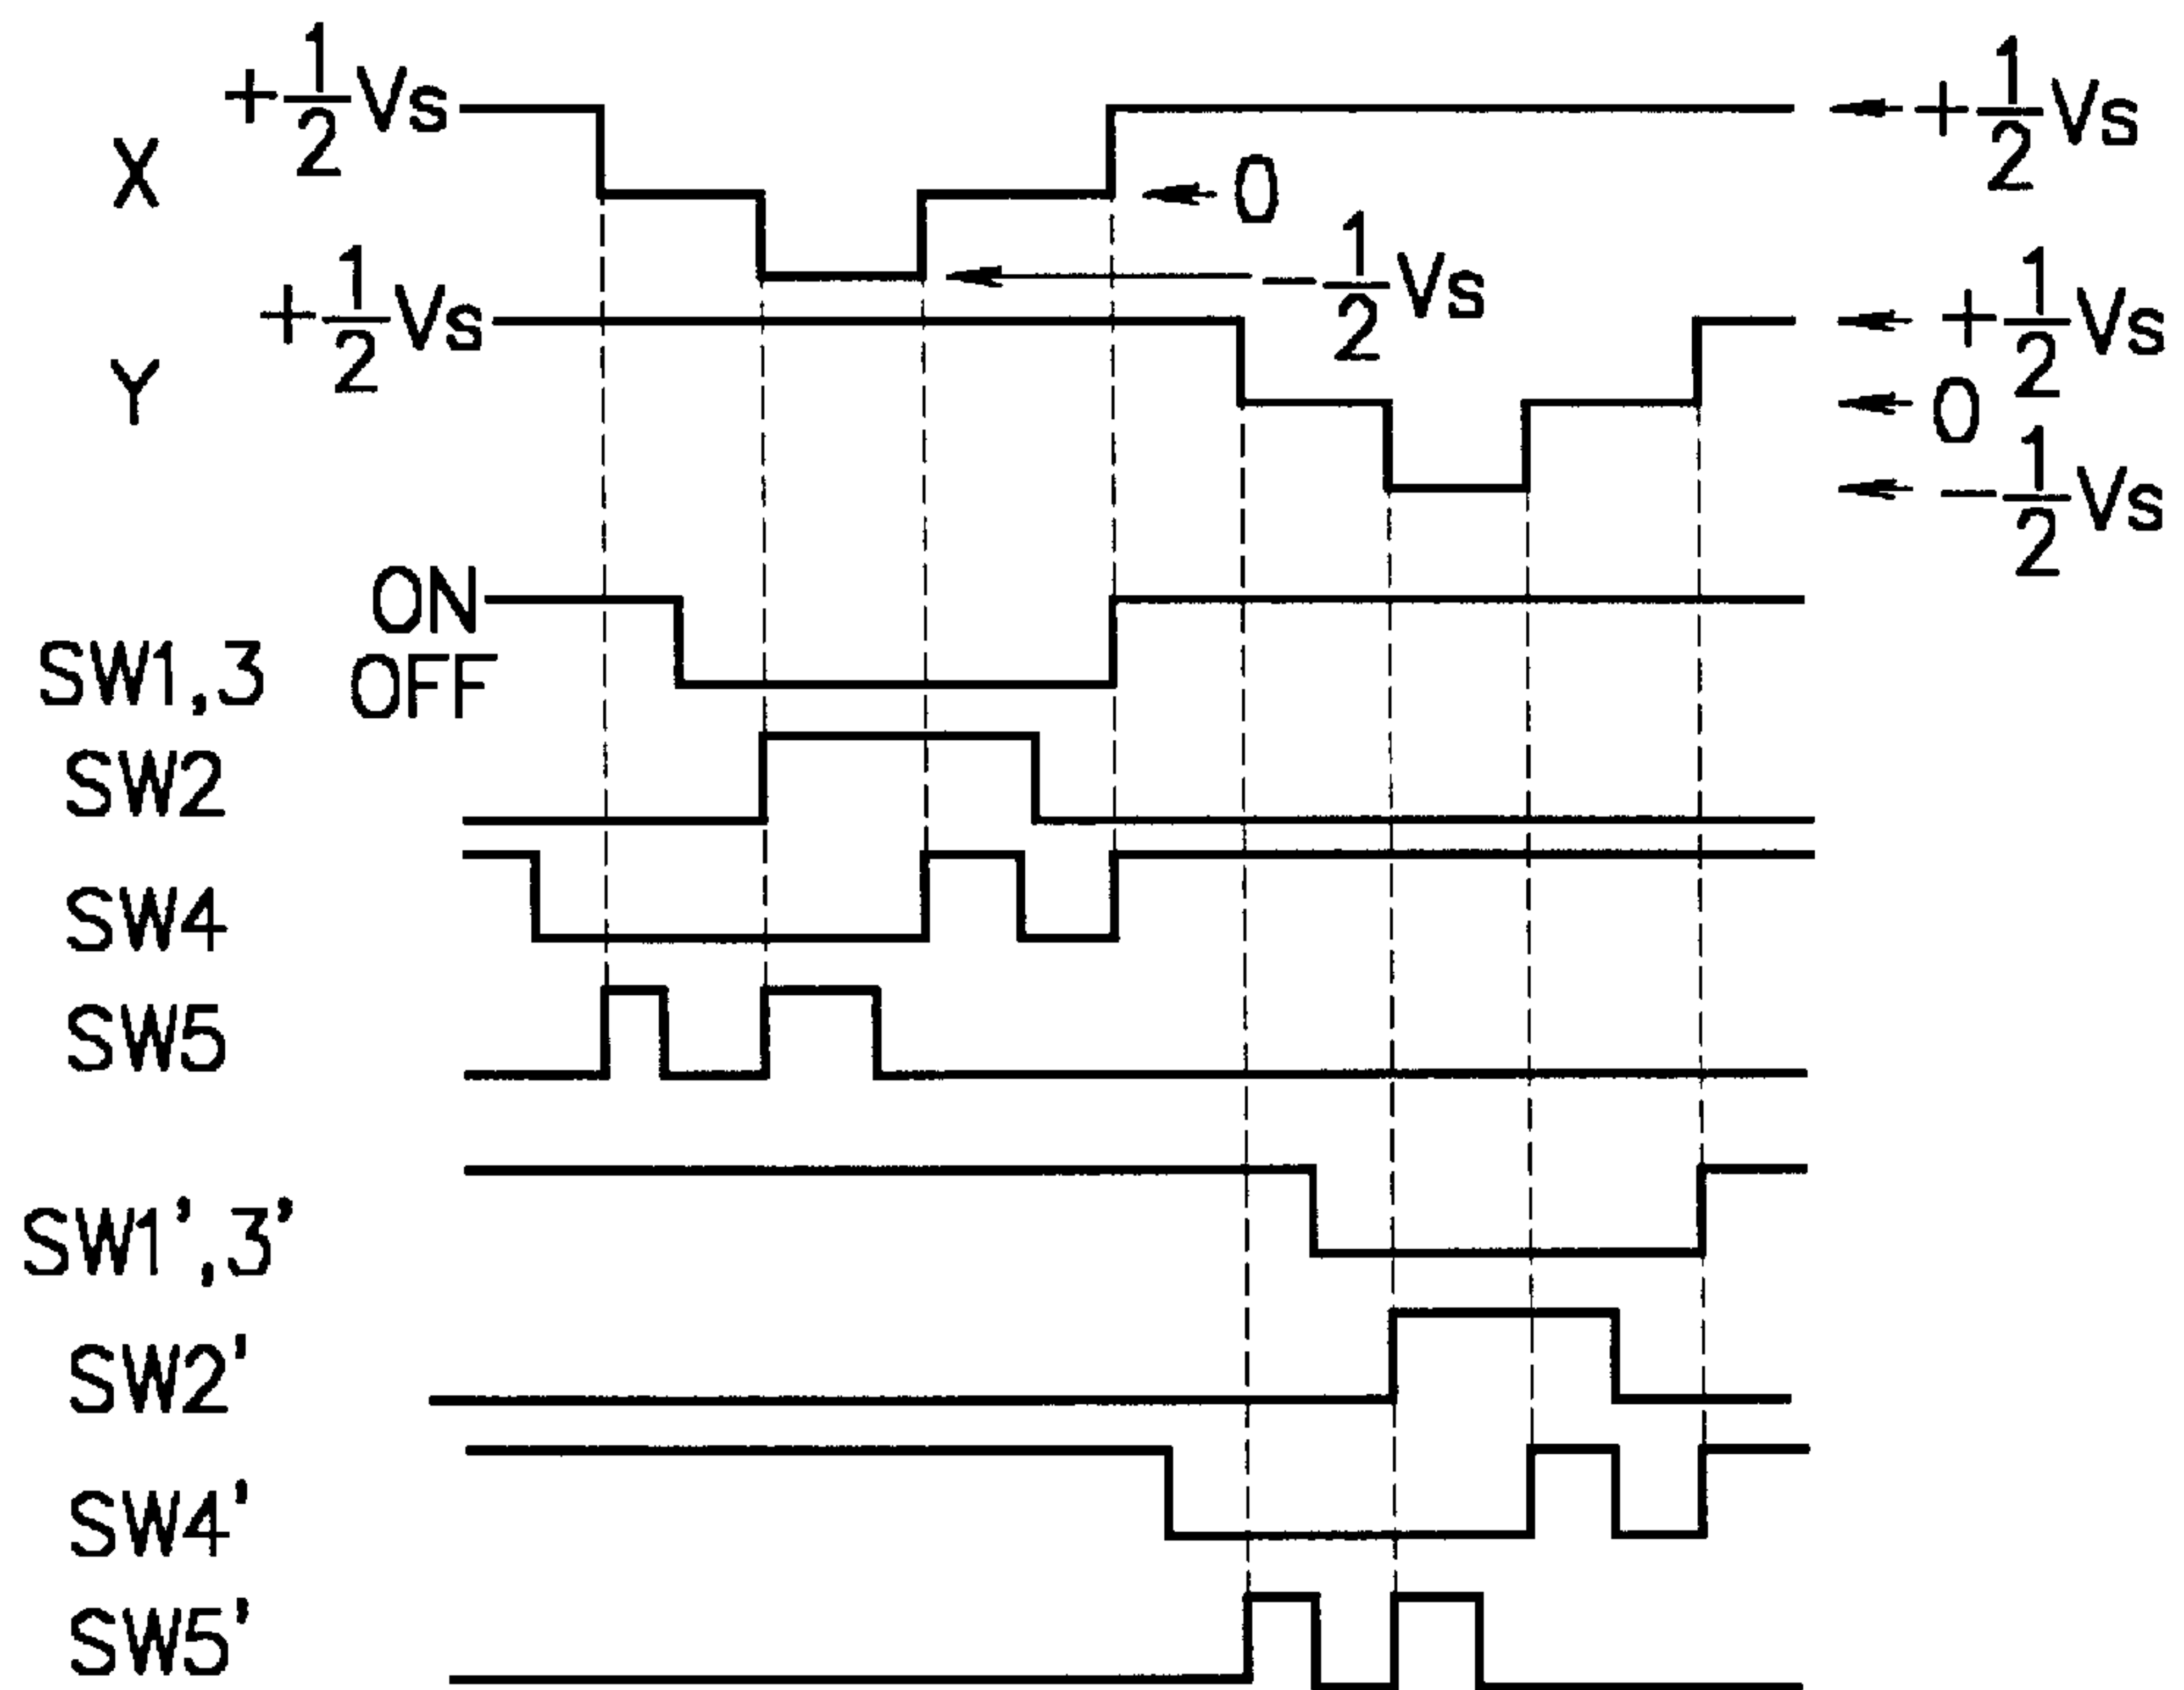 X
+1/2Vs
+1/2Vs
0
-1/2Vs
Y
+1/2Vs
+1/2Vs
0
-1/2Vs
ON
OFF
SW1,3
SW2
SW4
SW5
SW1',3'
SW2'
SW4'
SW5'